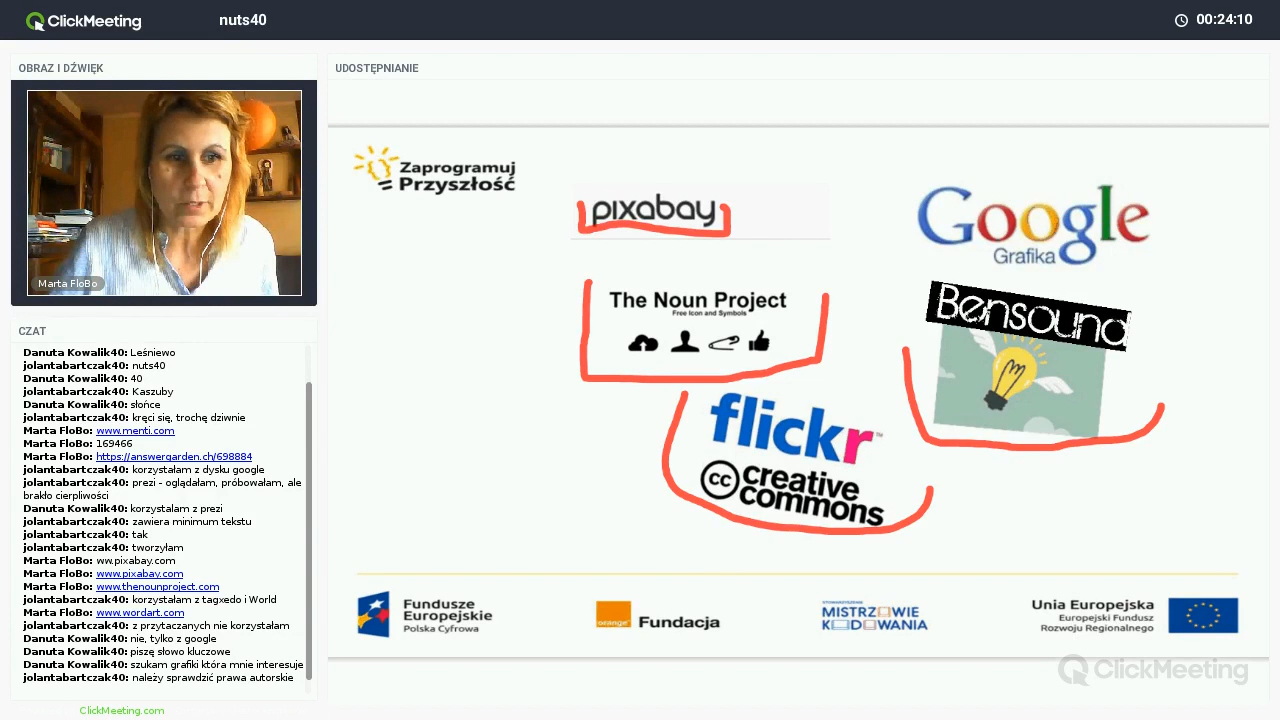 ClickMeeting
nuts40
00:24:10
OBRAZ I DŹWIĘK
Marta FloBo
CZAT
Danuta Kowalik40: Leśniewo
jolantabartczak40: nuts40
Danuta Kowalik40: 40
jolantabartczak40: Kaszuby
Danuta Kowalik40: słońce
jolantabartczak40: kręci się, trochę dziwnie
Marta FloBo: www.menti.com
Marta FloBo: 169466
Marta FloBo: https://answergarden.ch/698884
jolantabartczak40: korzystałam z dysku google
jolantabartczak40: prezi - oglądałam, próbowałam, ale
brakło cierpliwości
Danuta Kowalik40: korzystałam z prezi
jolantabartczak40: zawiera minimum tekstu
jolantabartczak40: tak
jolantabartczak40: tworzyłam
Marta FloBo: ww.pixabay.com
Marta FloBo: www.pixabay.com
Marta FloBo: www.thenounproject.com
jolantabartczak40: korzystałam z tagxedo i World
Marta FloBo: www.wordart.com
jolantabartczak40: z przytaczanych nie korzystałam
Danuta Kowalik40: nie, tylko z google
Danuta Kowalik40: piszę słowo kluczowe
Danuta Kowalik40: szukam grafiki która mnie interesuje
jolantabartczak40: należy sprawdzić prawa autorskie
ClickMeeting.com
UDOSTĘPNIANIE
Zaprogramuj
Przyszłość
pixabay
Google
Grafika
The Noun Project
Free Icon and Symbols
Bensound
flickr™
cc creative
commons
Fundusze
Europejskie
Polska Cyfrowa
orange™
Fundacja
STOWARZYSZENIE
MISTRZOWIE
KODOWANIA
Unia Europejska
Europejski Fundusz
Rozwoju Regionalnego
ClickMeeting